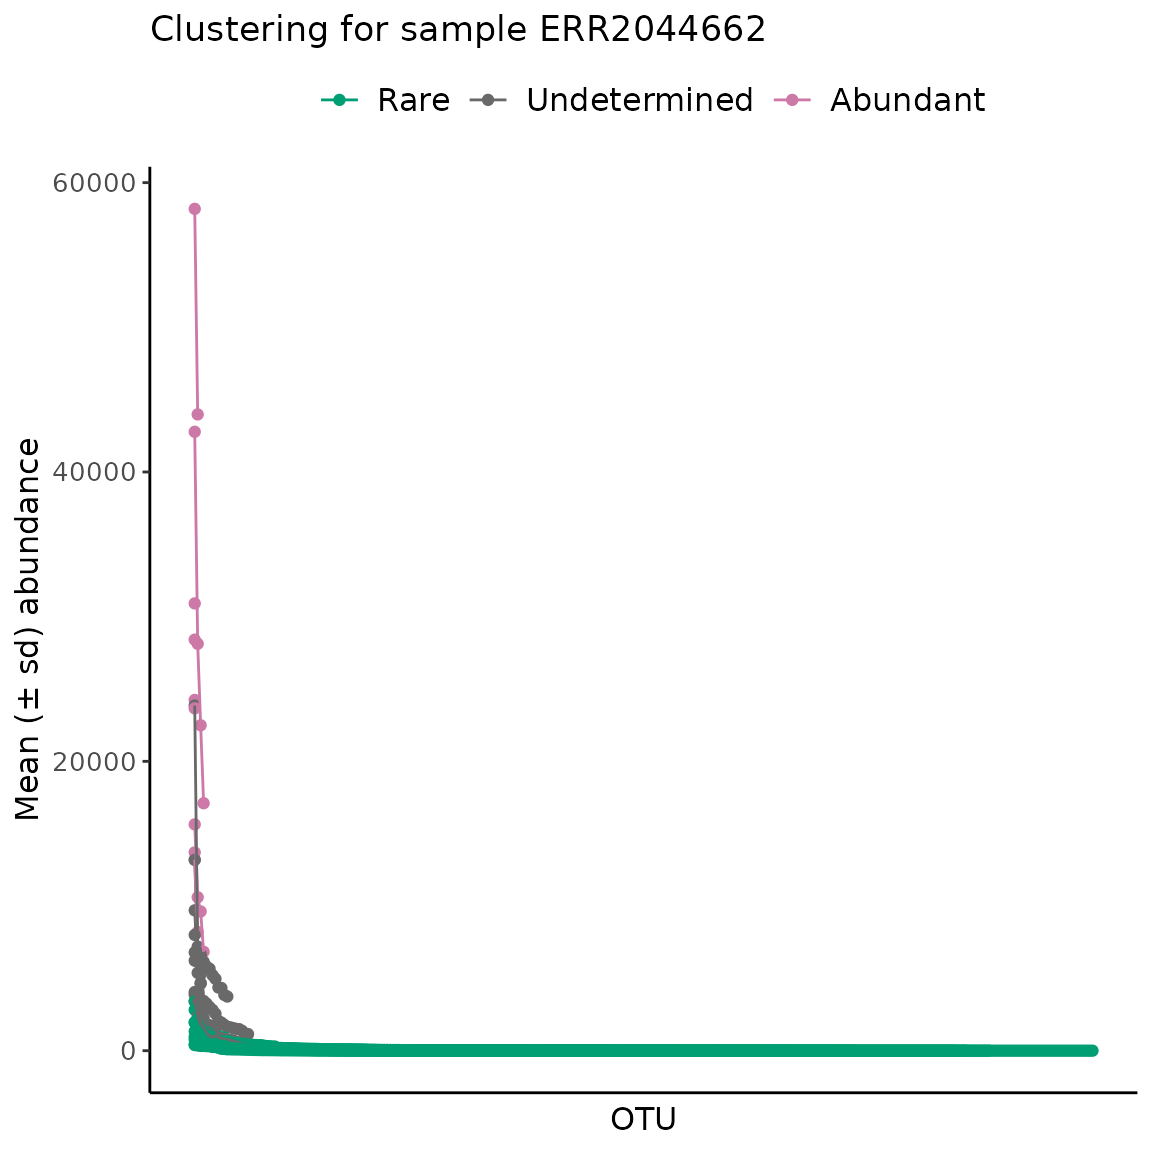 Clustering for sample ERR2044662
Rare Undetermined Abundant
60000
40000
20000
0
Mean (± sd) abundance
OTU